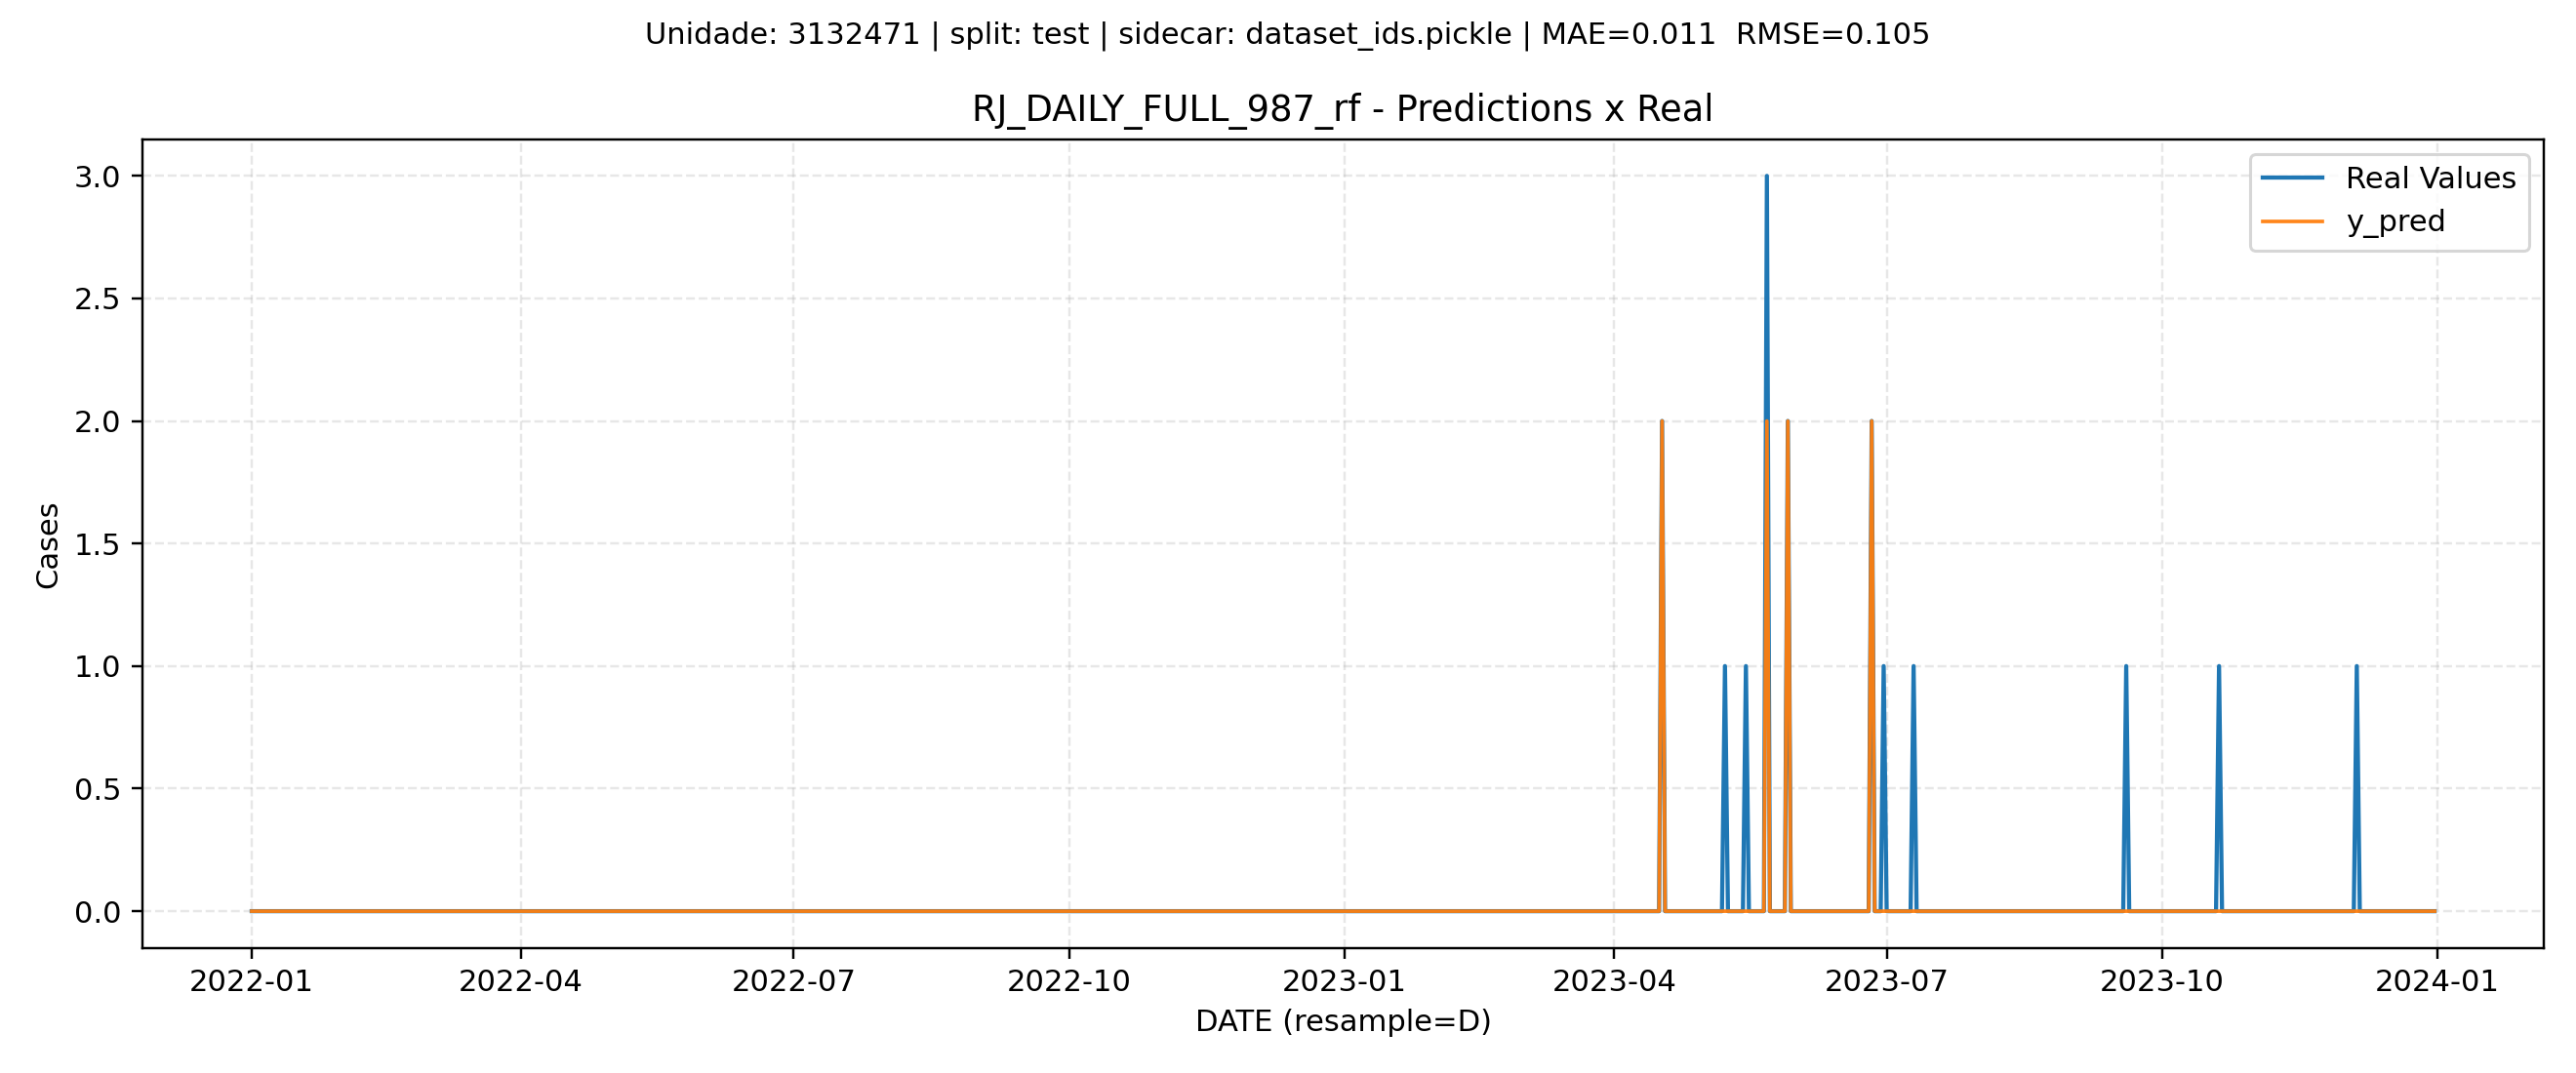 Unidade: 3132471 | split: test | sidecar: dataset_ids.pickle | MAE=0.011  RMSE=0.105
RJ_DAILY_FULL_987_rf - Predictions x Real
Real Values
y_pred
3.0
2.5
2.0
1.5
1.0
0.5
0.0
Cases
2022-01
2022-04
2022-07
2022-10
2023-01
2023-04
2023-07
2023-10
2024-01
DATE (resample=D)